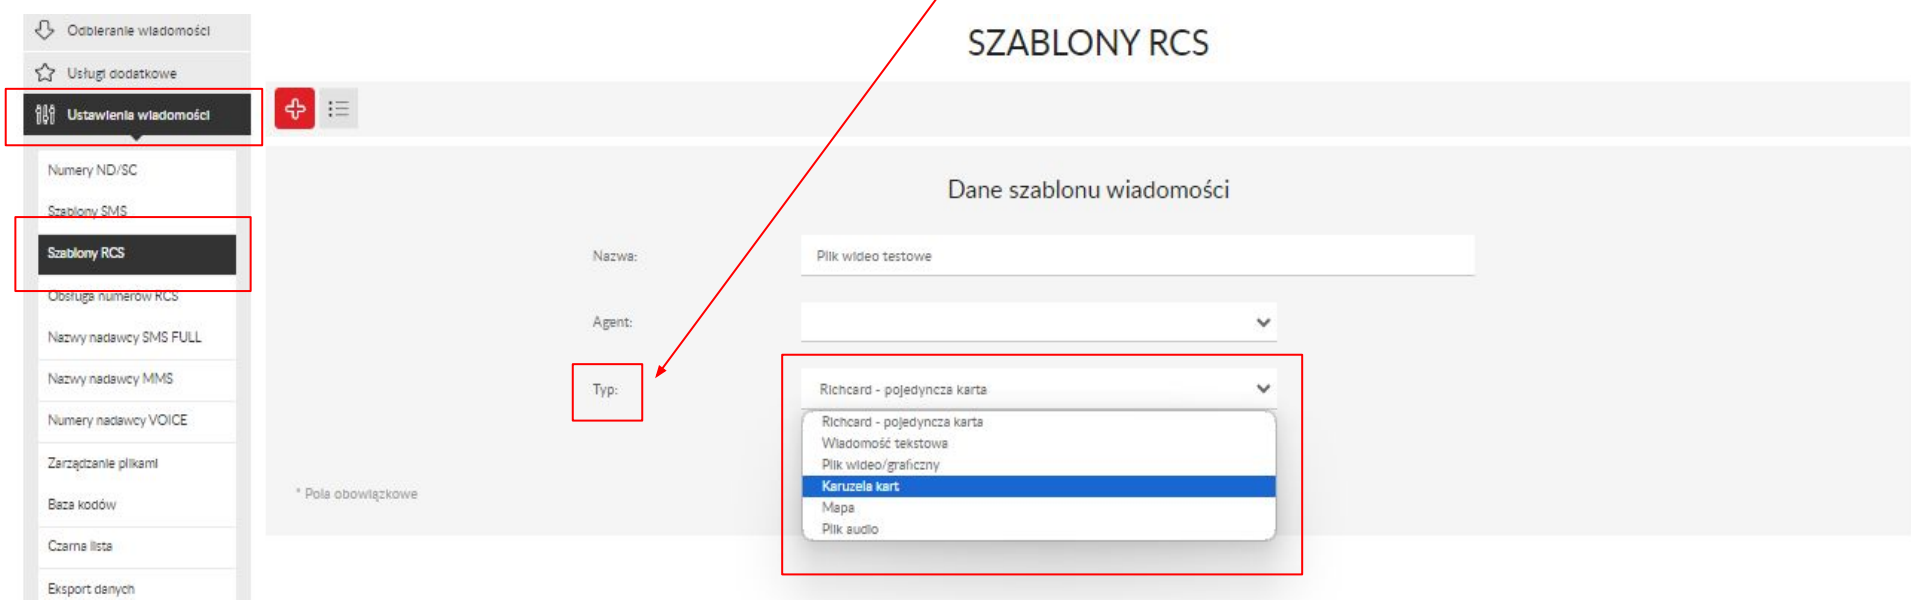 Odbieranie wiadomości
Usługi dodatkowe
Ustawienia wiadomości
Numery ND/SC
Szablony SMS
Szablony RCS
Obsługa numerów RCS
Nazwy nadawcy SMS FULL
Nazwy nadawcy MMS
Numery nadawcy VOICE
Zarządzanie plikami
Baza kodów
Czarna lista
Eksport danych
SZABLONY RCS
Dane szablonu wiadomości
Nazwa: Plik wideo testowe
Agent:
Typ: Richcard - pojedyncza karta
Richcard - pojedyncza karta
Wiadomość tekstowa
Plik wideo/graficzny
Karuzela kart
Mapa
Plik audio
* Pola obowiązkowe